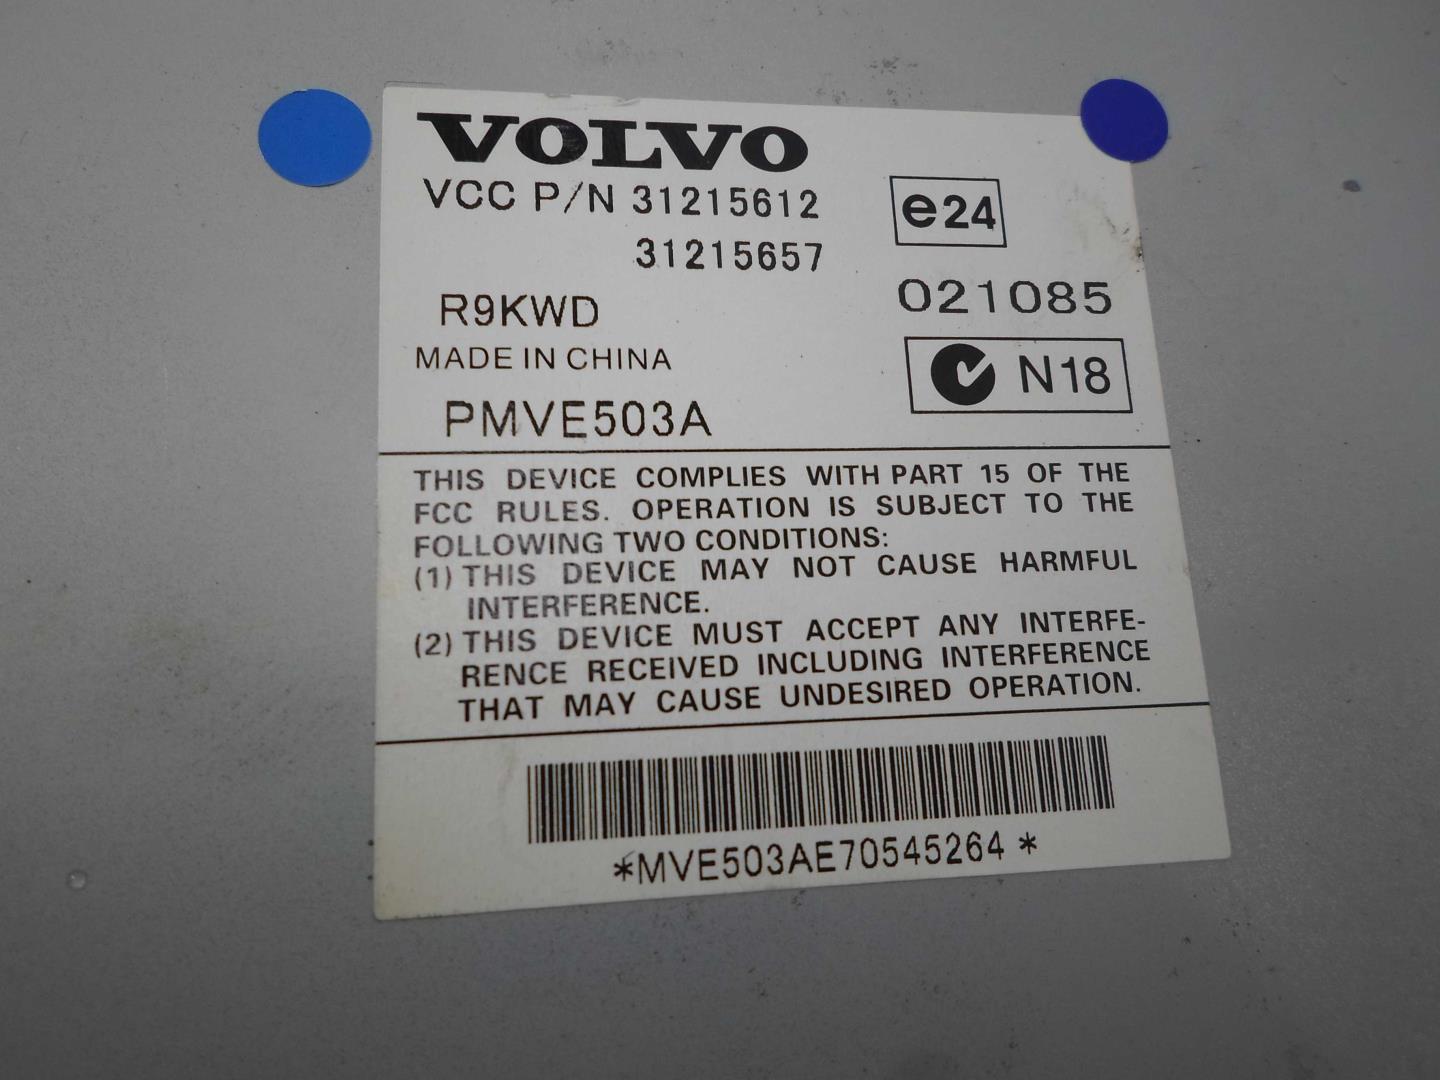 VOLVO
VCC P/N 31215612
31215657
e24
021085
R9KWD
MADE IN CHINA
N18
PMVE503A
THIS DEVICE COMPLIES WITH PART 15 OF THE
FCC RULES. OPERATION IS SUBJECT TO THE
FOLLOWING TWO CONDITIONS:
(1) THIS DEVICE MAY NOT CAUSE HARMFUL
INTERFERENCE.
(2) THIS DEVICE MUST ACCEPT ANY INTERFE-
RENCE RECEIVED INCLUDING INTERFERENCE
THAT MAY CAUSE UNDESIRED OPERATION.
*MVE503AE70545264*